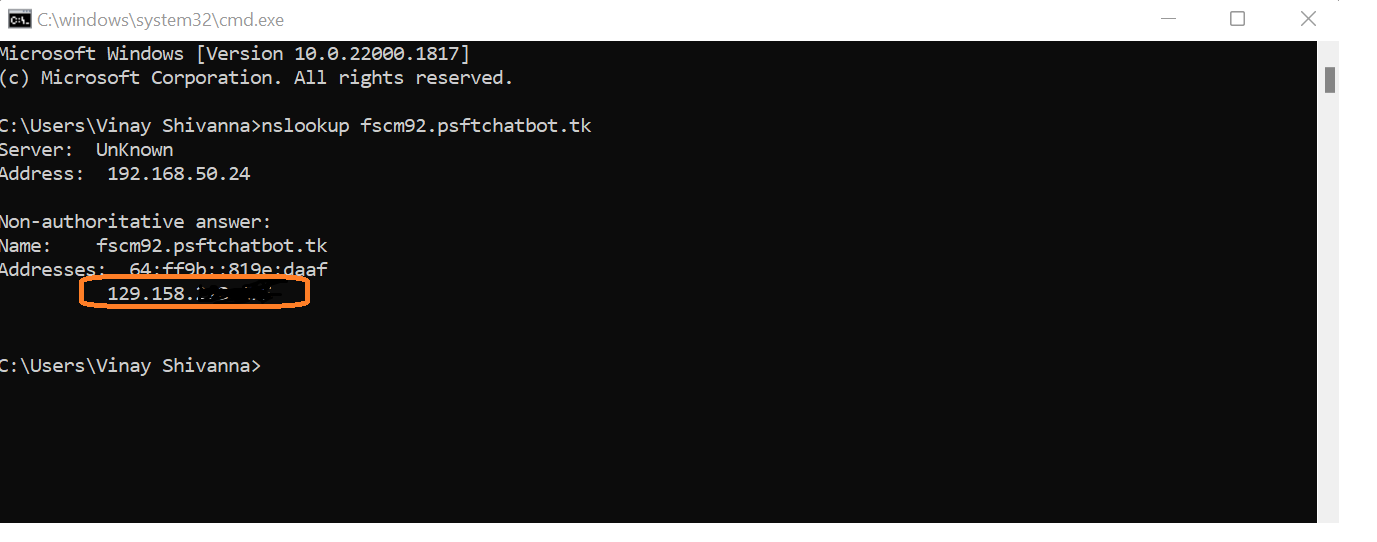 C:\windows\system32\cmd.exe
Microsoft Windows [Version 10.0.22000.1817]
(c) Microsoft Corporation. All rights reserved.
C:\Users\Vinay Shivanna>nslookup fscm92.psftchatbot.tk
Server:  UnKnown
Address:  192.168.50.24
Non-authoritative answer:
Name:    fscm92.psftchatbot.tk
Addresses:  64:ff9b::819e:daaf
129.158.
C:\Users\Vinay Shivanna>